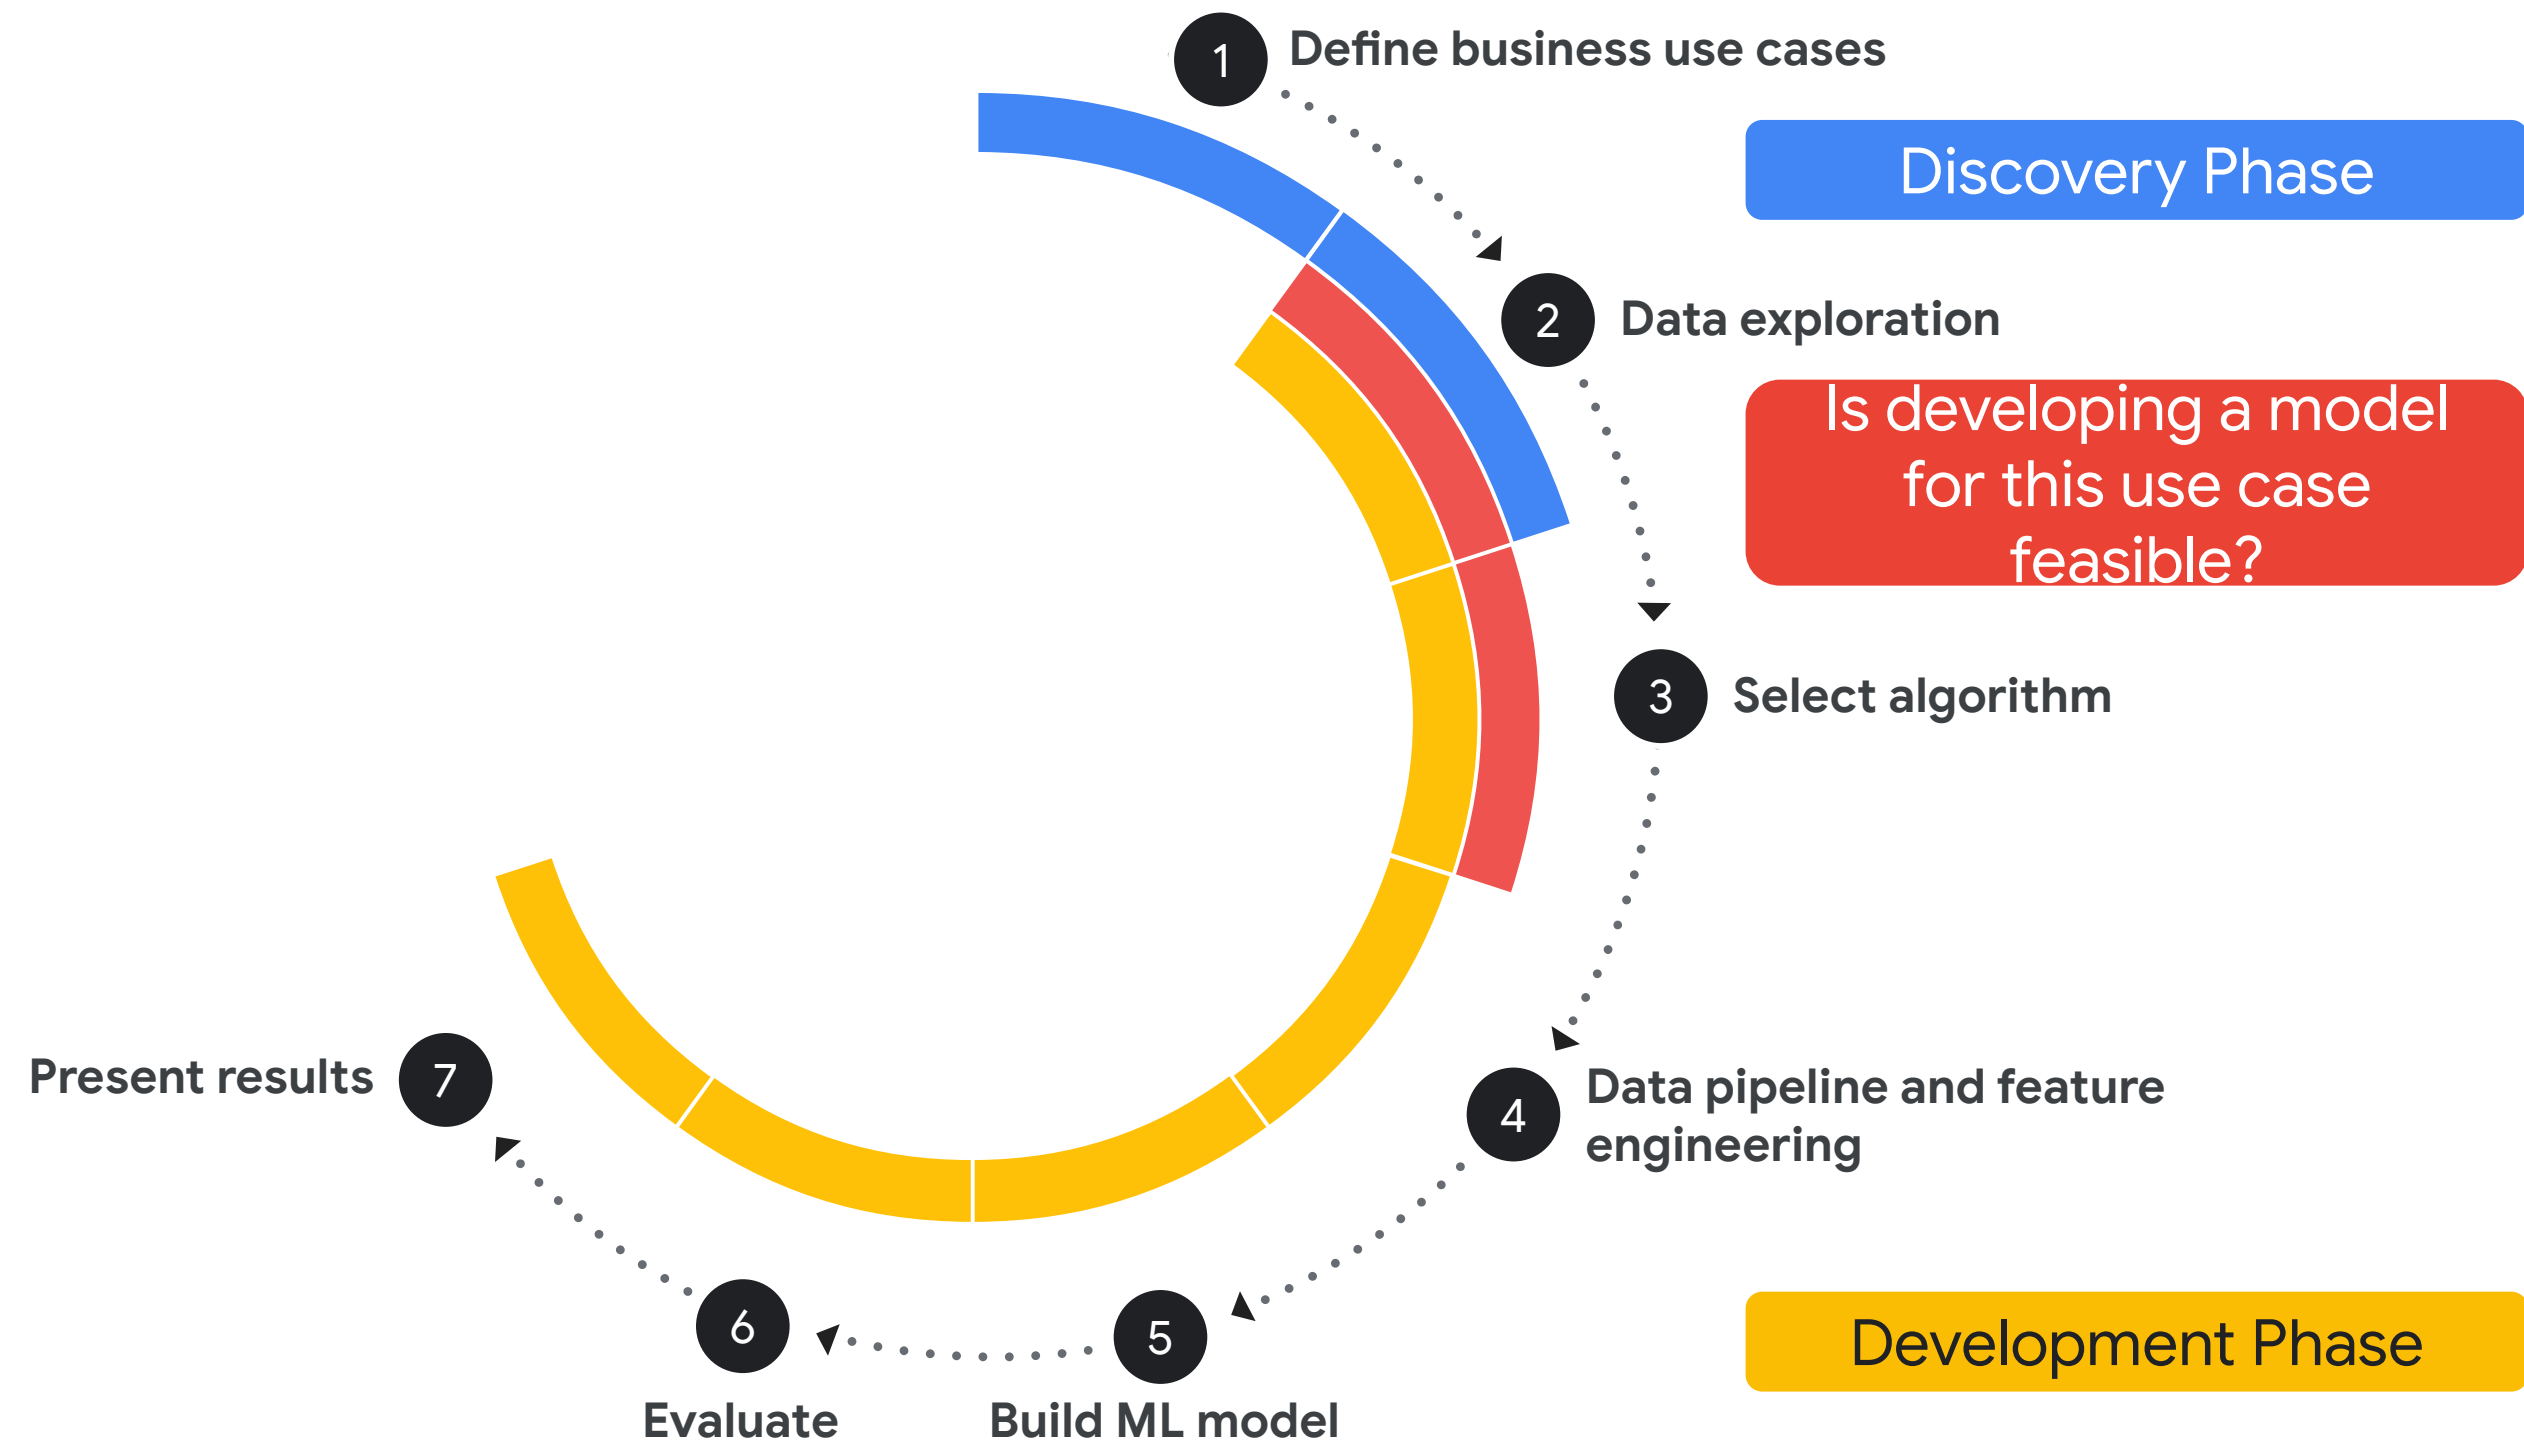 1
Define business use cases
Discovery Phase
2
Data exploration
Is developing a model
for this use case
feasible?
3
Select algorithm
4
Data pipeline and feature
engineering
5
Build ML model
6
Evaluate
7
Present results
Development Phase